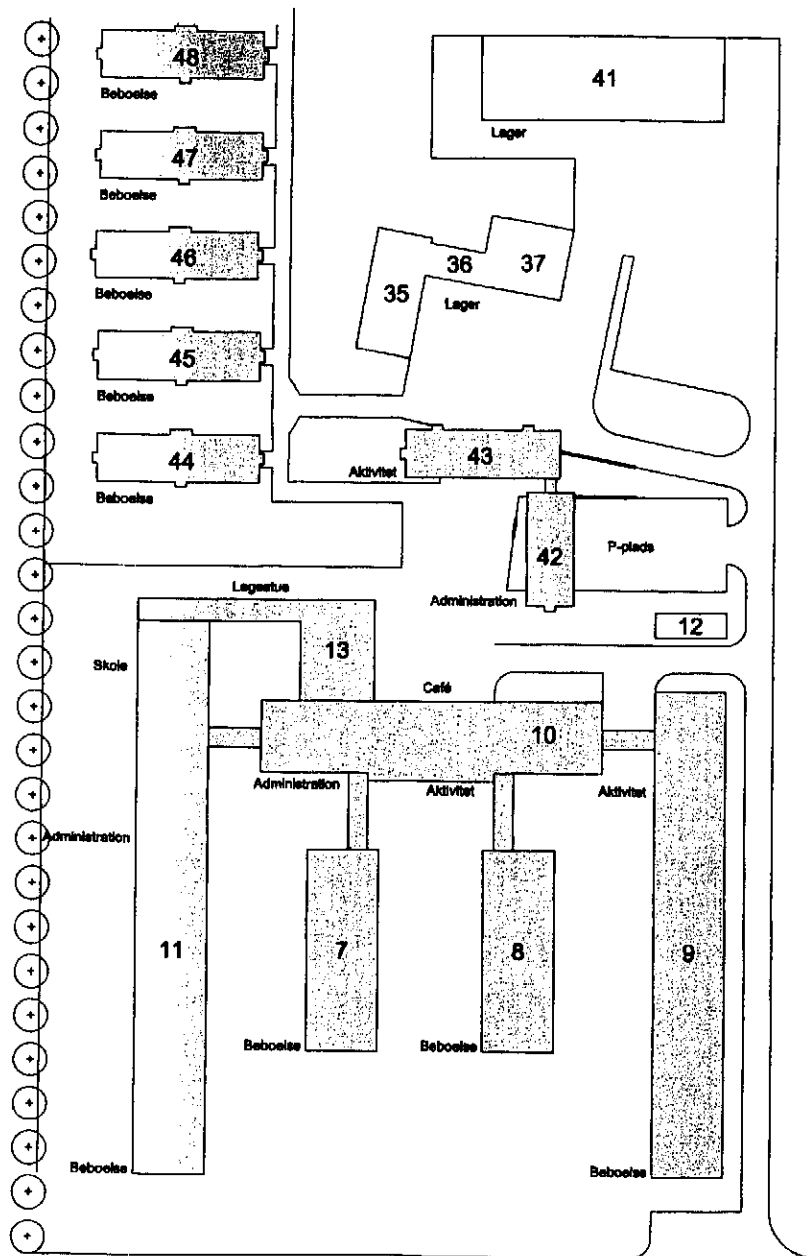 48
Beboelse
41
Lager
47
Beboelse
46
Beboelse
36
37
35
Lager
45
Beboelse
44
Beboelse
43
Aktivitet
42
P-plads
Administration
12
Lægestue
13
Skole
Café
10
Administration
Aktivitet
Aktivitet
Administration
11
7
8
9
Beboelse
Beboelse
Beboelse
Beboelse